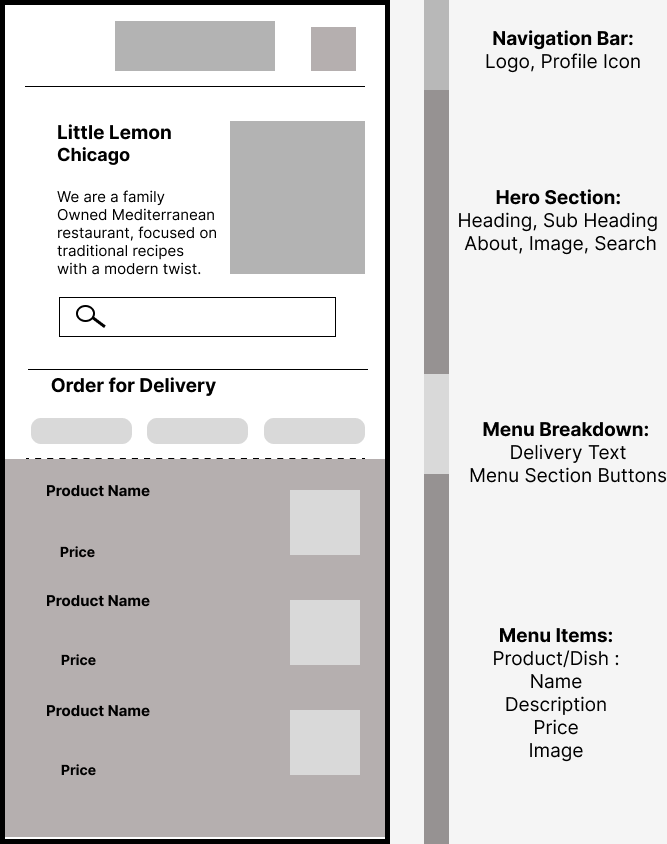 Little Lemon
Chicago
We are a family
Owned Mediterranean
restaurant, focused on
traditional recipes
with a modern twist.
Order for Delivery
Product Name
Price
Product Name
Price
Product Name
Price
Navigation Bar:
Logo, Profile Icon
Hero Section:
Heading, Sub Heading
About, Image, Search
Menu Breakdown:
Delivery Text
Menu Section Buttons
Menu Items:
Product/Dish :
Name
Description
Price
Image